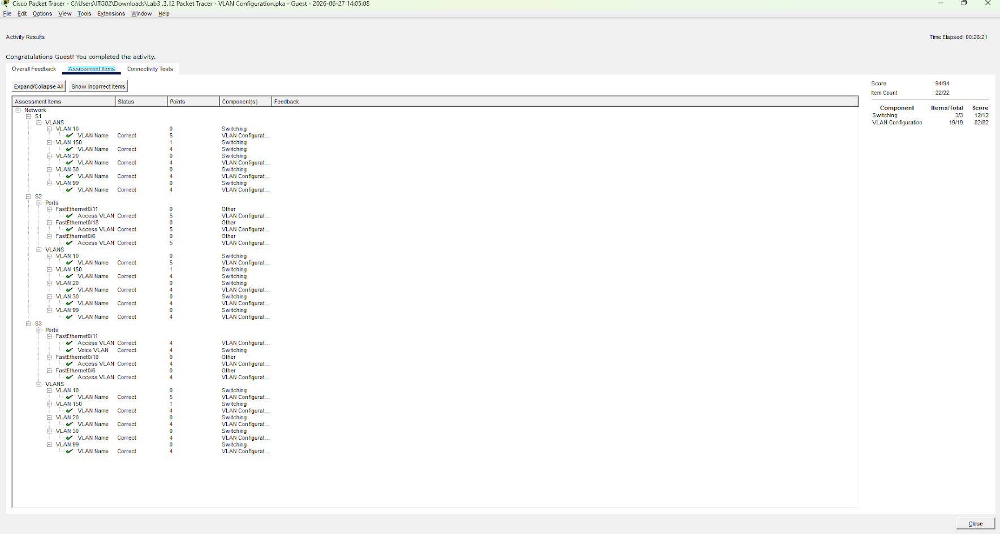 Cisco Packet Tracer - C:\Users\ITG02\Downloads\Lab3 .3.12 Packet Tracer - VLAN Configuration.pka - Guest - 2026-06-27 14:05:08
File Edit Options View Tools Extensions Window Help
Activity Results
Time Elapsed: 00:28:21
Congratulations Guest! You completed the activity.
Overall Feedback Assessment Items Connectivity Tests
Expand/Collapse All Show Incorrect Items
Assessment Items Status Points Component(s) Feedback
Network
S1
VLANS
VLAN 10 0 Switching
VLAN Name Correct 5 VLAN Configurat...
VLAN 150 1 Switching
VLAN Name Correct 4 Switching
VLAN 20 0 Switching
VLAN Name Correct 4 VLAN Configurat...
VLAN 30 0 Switching
VLAN Name Correct 4 VLAN Configurat...
VLAN 99 0 Switching
VLAN Name Correct 4 VLAN Configurat...
S2
Ports
FastEthernet0/11 0 Other
Access VLAN Correct 5 VLAN Configurat...
FastEthernet0/18 0 Other
Access VLAN Correct 5 VLAN Configurat...
FastEthernet0/6 0 Other
Access VLAN Correct 5 VLAN Configurat...
VLANS
VLAN 10 0 Switching
VLAN Name Correct 5 VLAN Configurat...
VLAN 150 1 Switching
VLAN Name Correct 4 Switching
VLAN 20 0 Switching
VLAN Name Correct 4 VLAN Configurat...
VLAN 30 0 Switching
VLAN Name Correct 4 VLAN Configurat...
VLAN 99 0 Switching
VLAN Name Correct 4 VLAN Configurat...
S3
Ports
FastEthernet0/11
Access VLAN Correct 4 VLAN Configurat...
Voice VLAN Correct 4 Switching
FastEthernet0/18 0 Other
Access VLAN Correct 4 VLAN Configurat...
FastEthernet0/6 0 Other
Access VLAN Correct 4 VLAN Configurat...
VLANS
VLAN 10 0 Switching
VLAN Name Correct 5 VLAN Configurat...
VLAN 150 1 Switching
VLAN Name Correct 4 VLAN Configurat...
VLAN 20 0 Switching
VLAN Name Correct 4 VLAN Configurat...
VLAN 30 0 Switching
VLAN Name Correct 4 VLAN Configurat...
VLAN 99 0 Switching
VLAN Name Correct 4 VLAN Configurat...
Score : 94/94
Item Count : 22/22
Component Items/Total Score
Switching 3/3 12/12
VLAN Configuration 19/19 82/82
Close